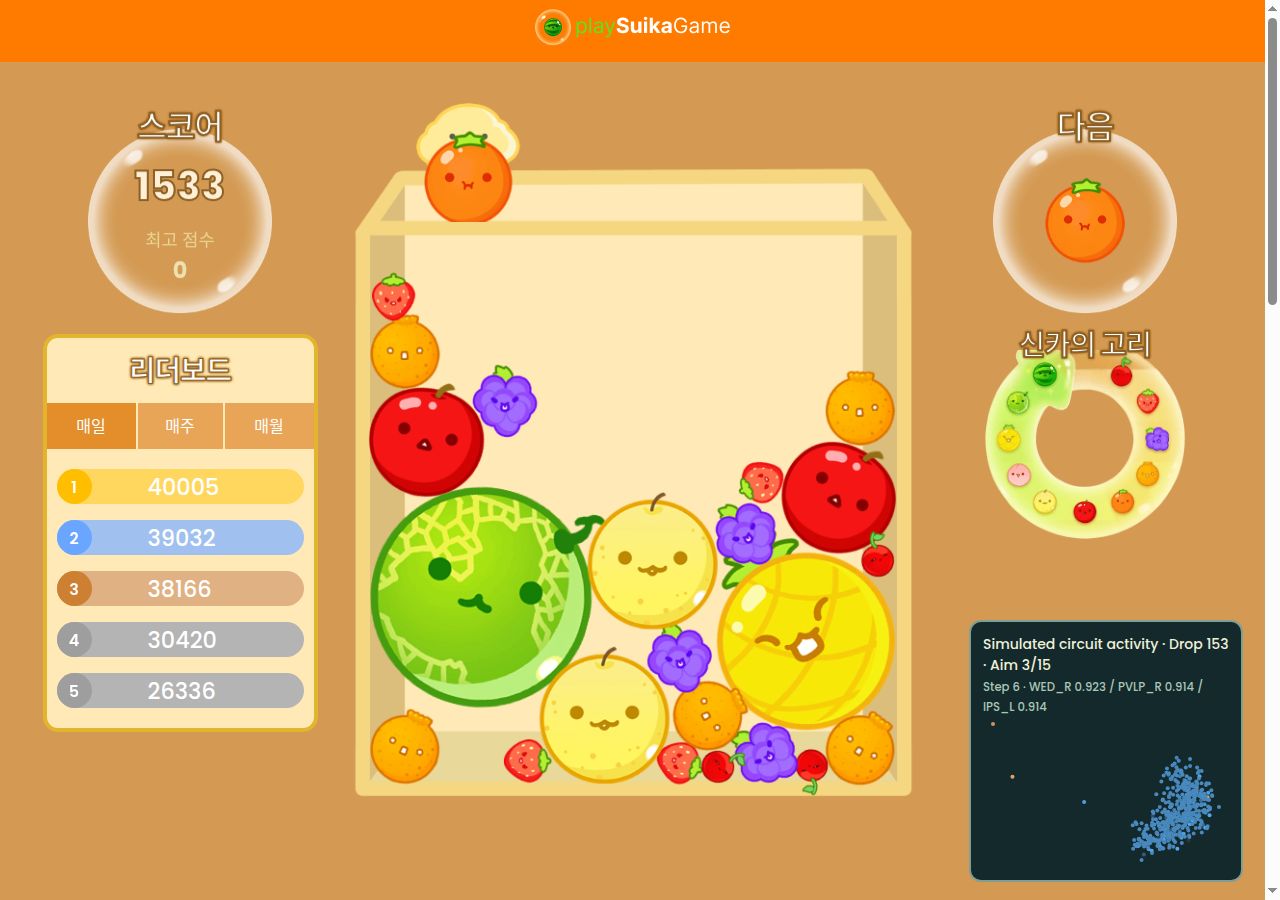 playSuikaGame
스코어
1533
최고 점수
0
다음
신카의 고리
리더보드
매일 매주 매월
1 40005
2 39032
3 38166
4 30420
5 26336
Simulated circuit activity · Drop 153
· Aim 3/15
Step 6 · WED_R 0.923 / PVLP_R 0.914 /
IPS_L 0.914